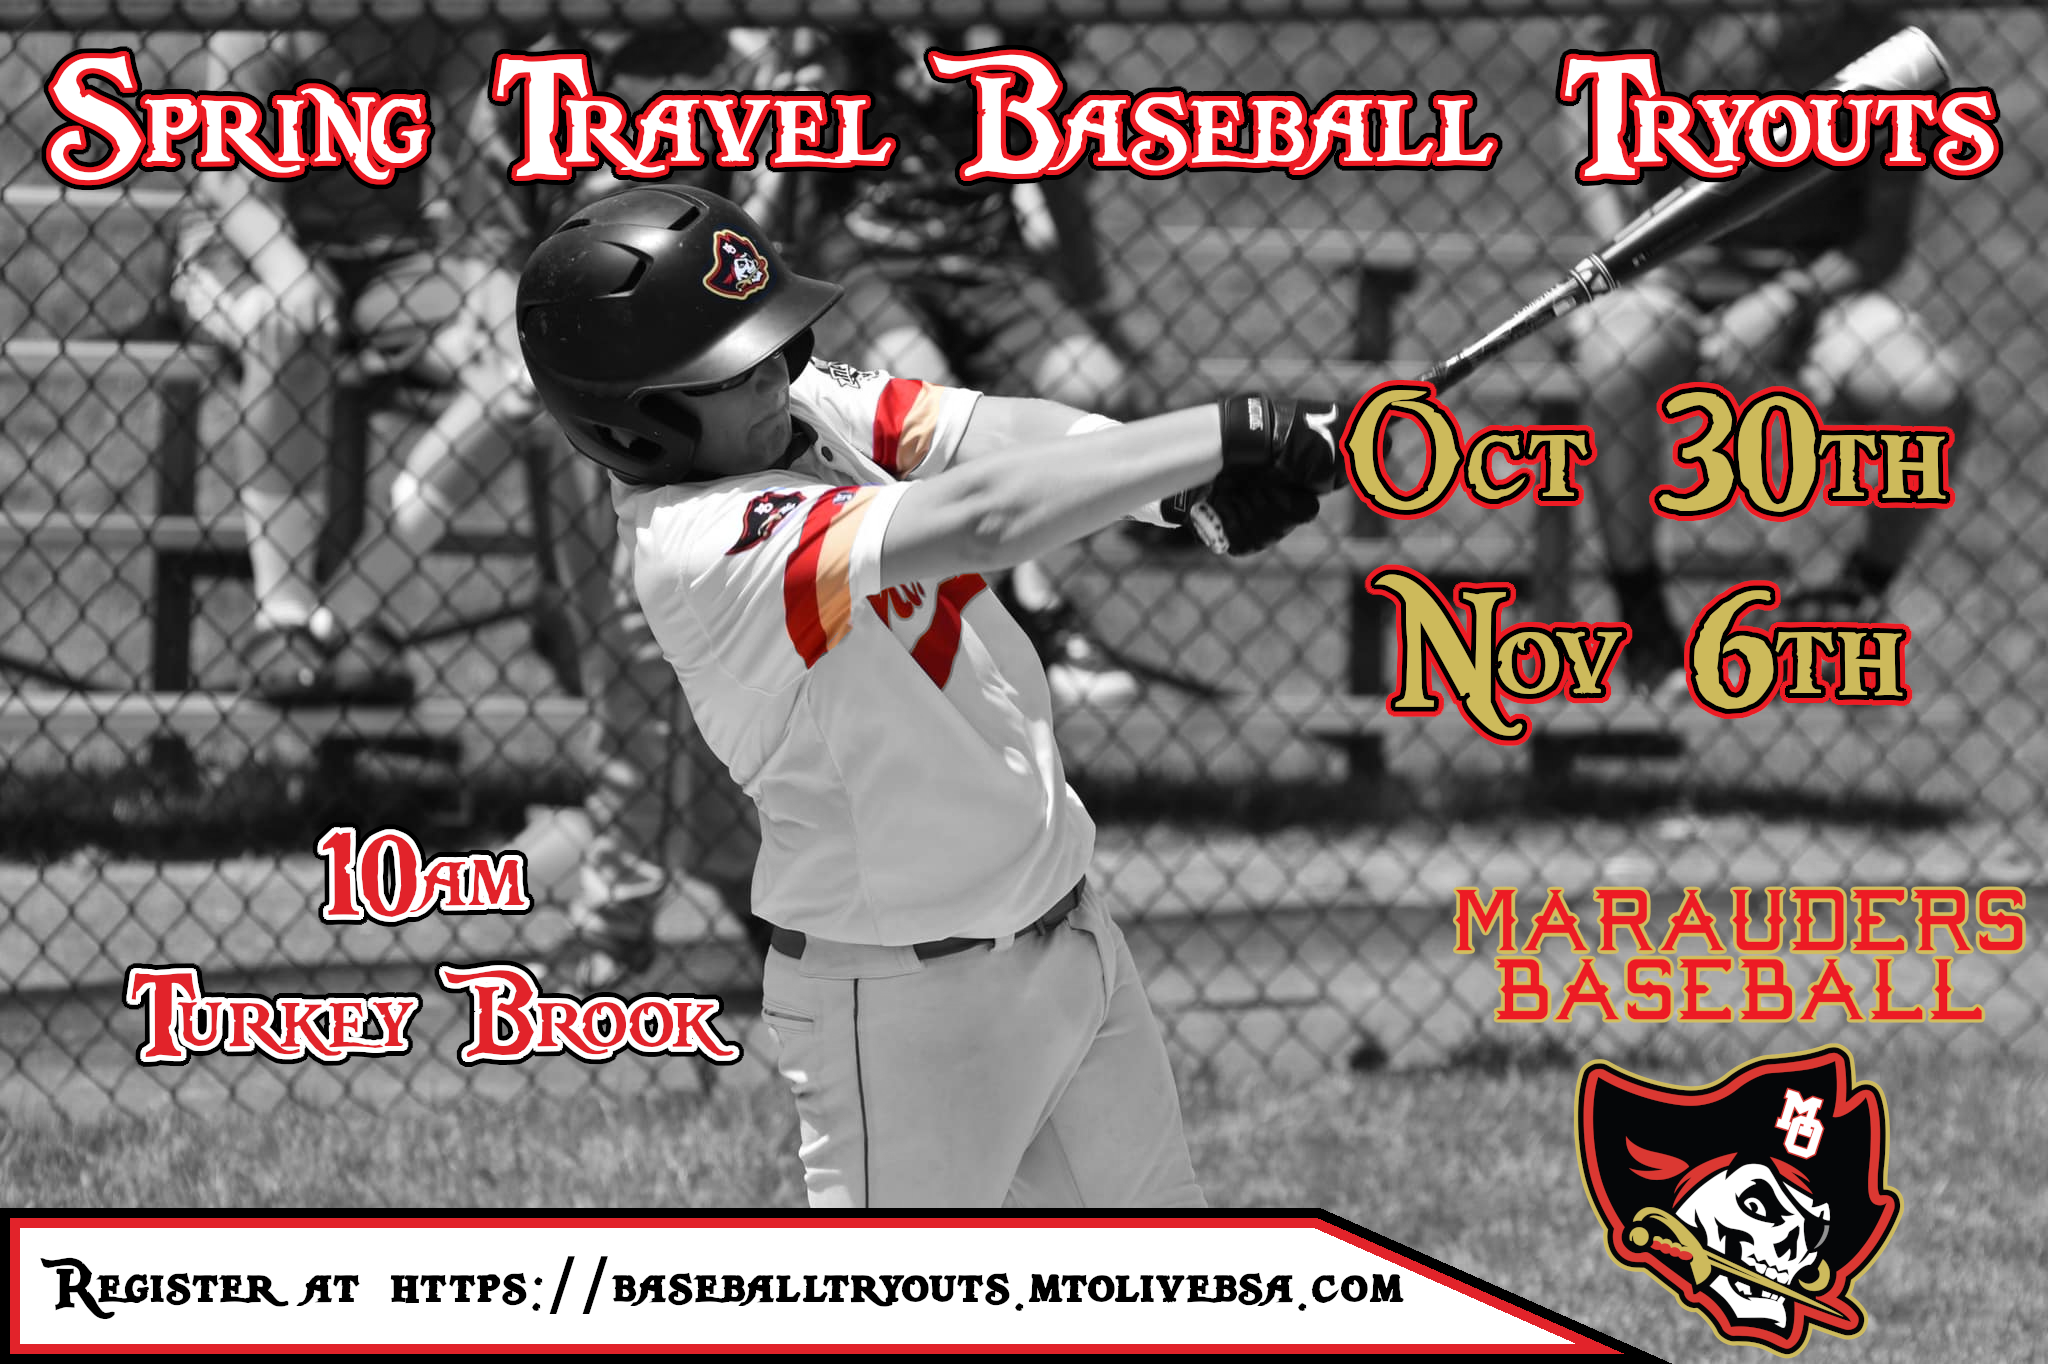 Spring Travel Baseball Tryouts
Oct 30th
Nov 6th
10am
Turkey Brook
MARAUDERS
BASEBALL
MO
Register at https://baseballtryouts.mtolivebsa.com